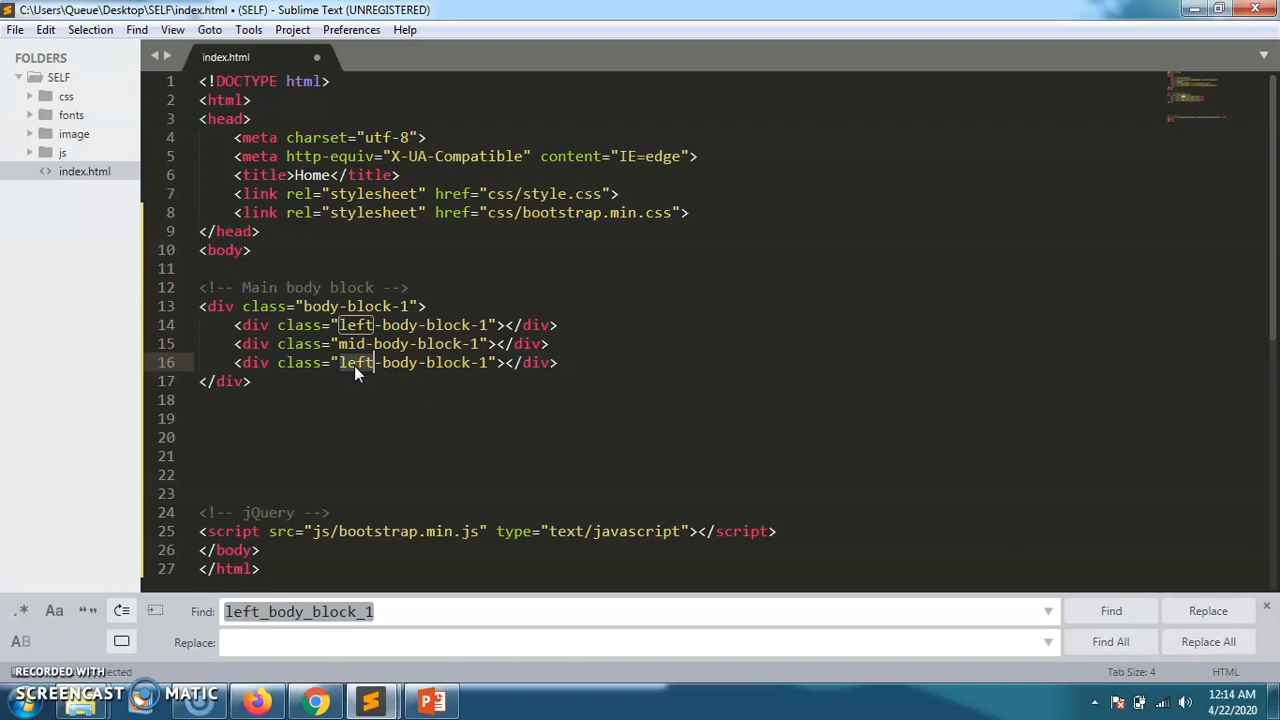 C:\Users\Queue\Desktop\SELF\index.html • (SELF) - Sublime Text (UNREGISTERED)
File Edit Selection Find View Goto Tools Project Preferences Help
FOLDERS
SELF
css
fonts
image
js
<> index.html
index.html
1 <!DOCTYPE html>
2 <html>
3 <head>
4 <meta charset="utf-8">
5 <meta http-equiv="X-UA-Compatible" content="IE=edge">
6 <title>Home</title>
7 <link rel="stylesheet" href="css/style.css">
8 <link rel="stylesheet" href="css/bootstrap.min.css">
9 </head>
10 <body>
11
12 <!-- Main body block -->
13 <div class="body-block-1">
14 <div class="left-body-block-1"></div>
15 <div class="mid-body-block-1"></div>
16 <div class="left-body-block-1"></div>
17 </div>
18
19
20
21
22
23
24 <!-- jQuery -->
25 <script src="js/bootstrap.min.js" type="text/javascript"></script>
26 </body>
27 </html>
.* Aa “” Find: left_body_block_1 Find Replace
AB Replace: Find All Replace All
Tab Size: 4 HTML
RECORDED WITH
SCREENCAST MATIC
12:14 AM
4/22/2020